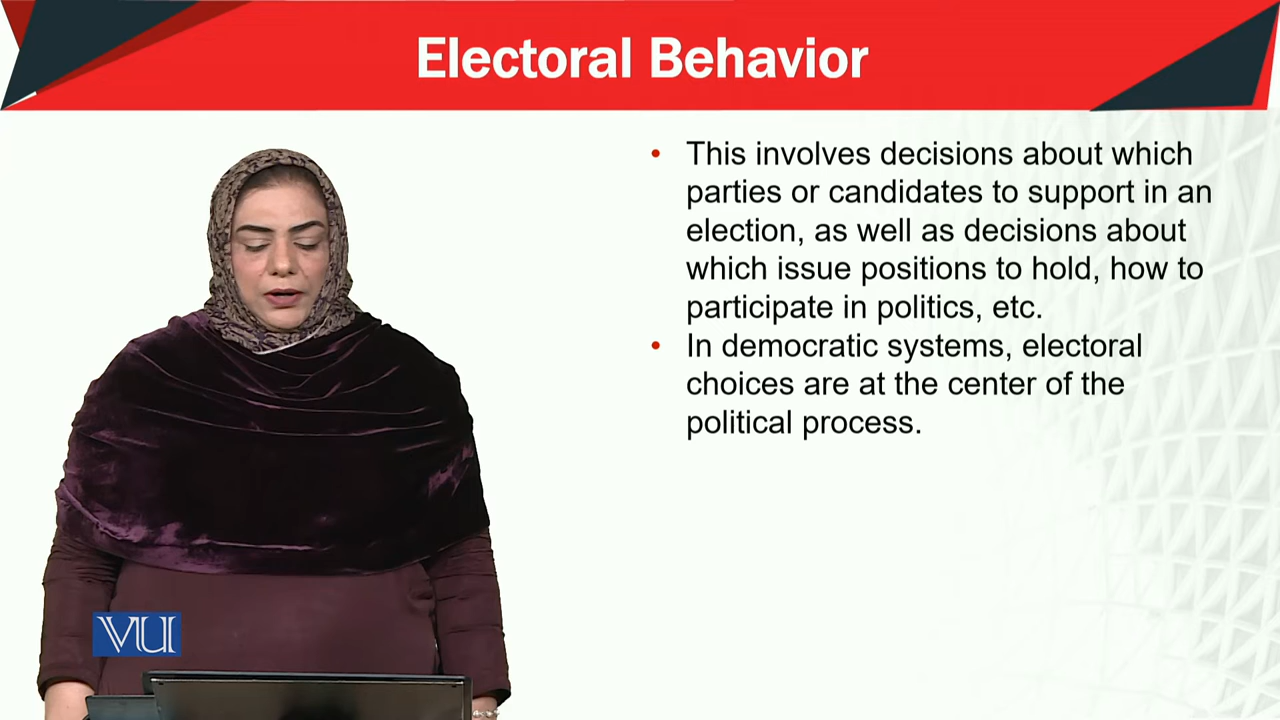 Electoral Behavior
• This involves decisions about which
parties or candidates to support in an
election, as well as decisions about
which issue positions to hold, how to
participate in politics, etc.
• In democratic systems, electoral
choices are at the center of the
political process.
VU